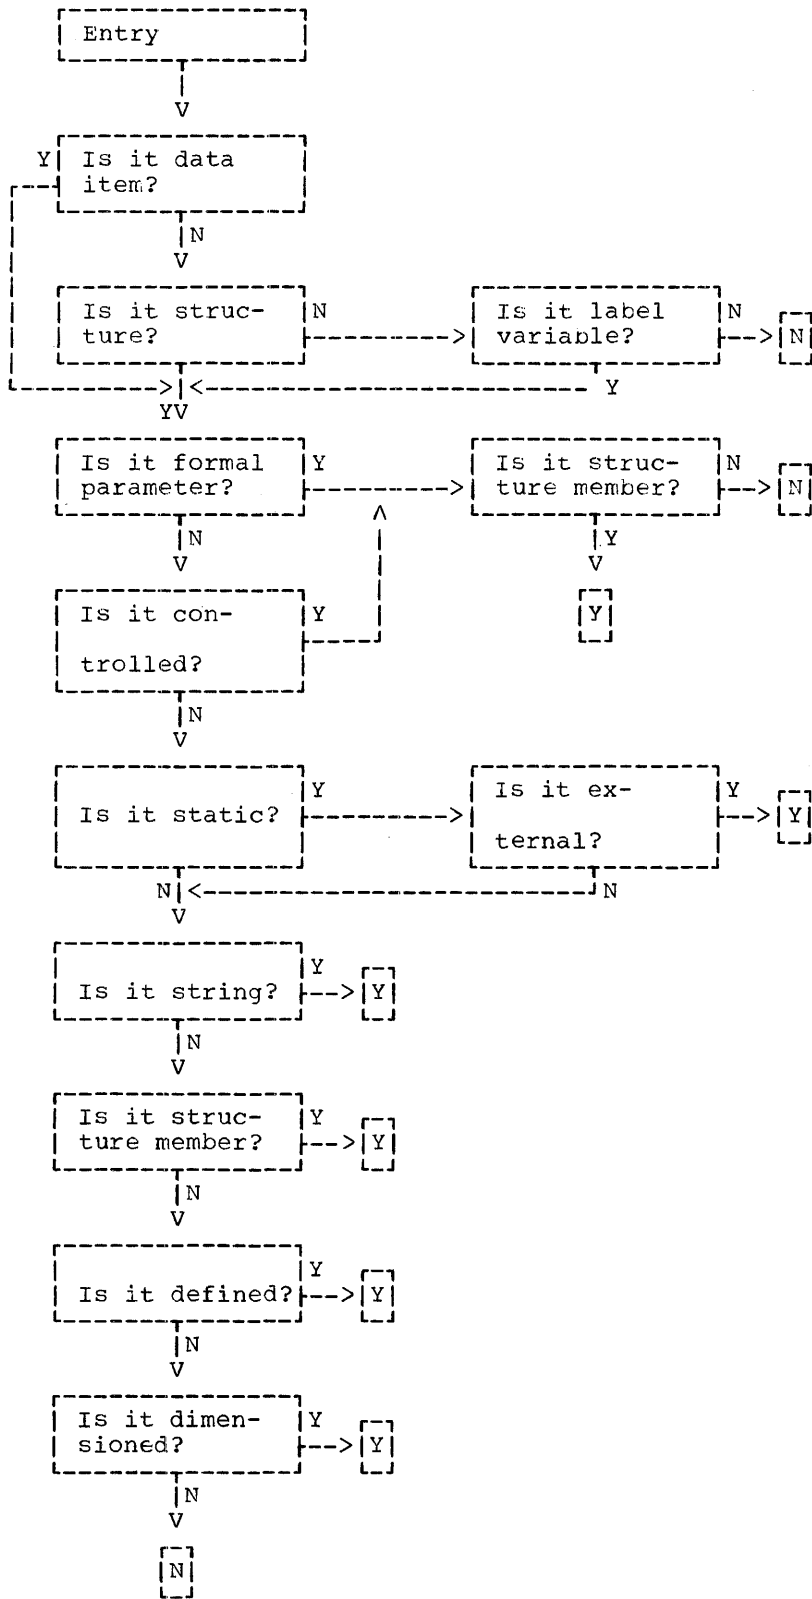 Entry
V
Y Is it data
item?
N
V
Is it struc- N Is it label N
ture? > variable? > N
> < Y
YV
Is it formal Y Is it struc- N
parameter? > ture member? > N
N ^ Y
V V
Is it con- Y Y
trolled?
N
V
Is it static? Y > Is it ex- Y
ternal? > Y
N < N
V
Y
Is it string? > Y
N
V
Is it struc- Y
ture member? > Y
N
V
Y
Is it defined? > Y
N
V
Is it dimen- Y
sioned? > Y
N
V
N